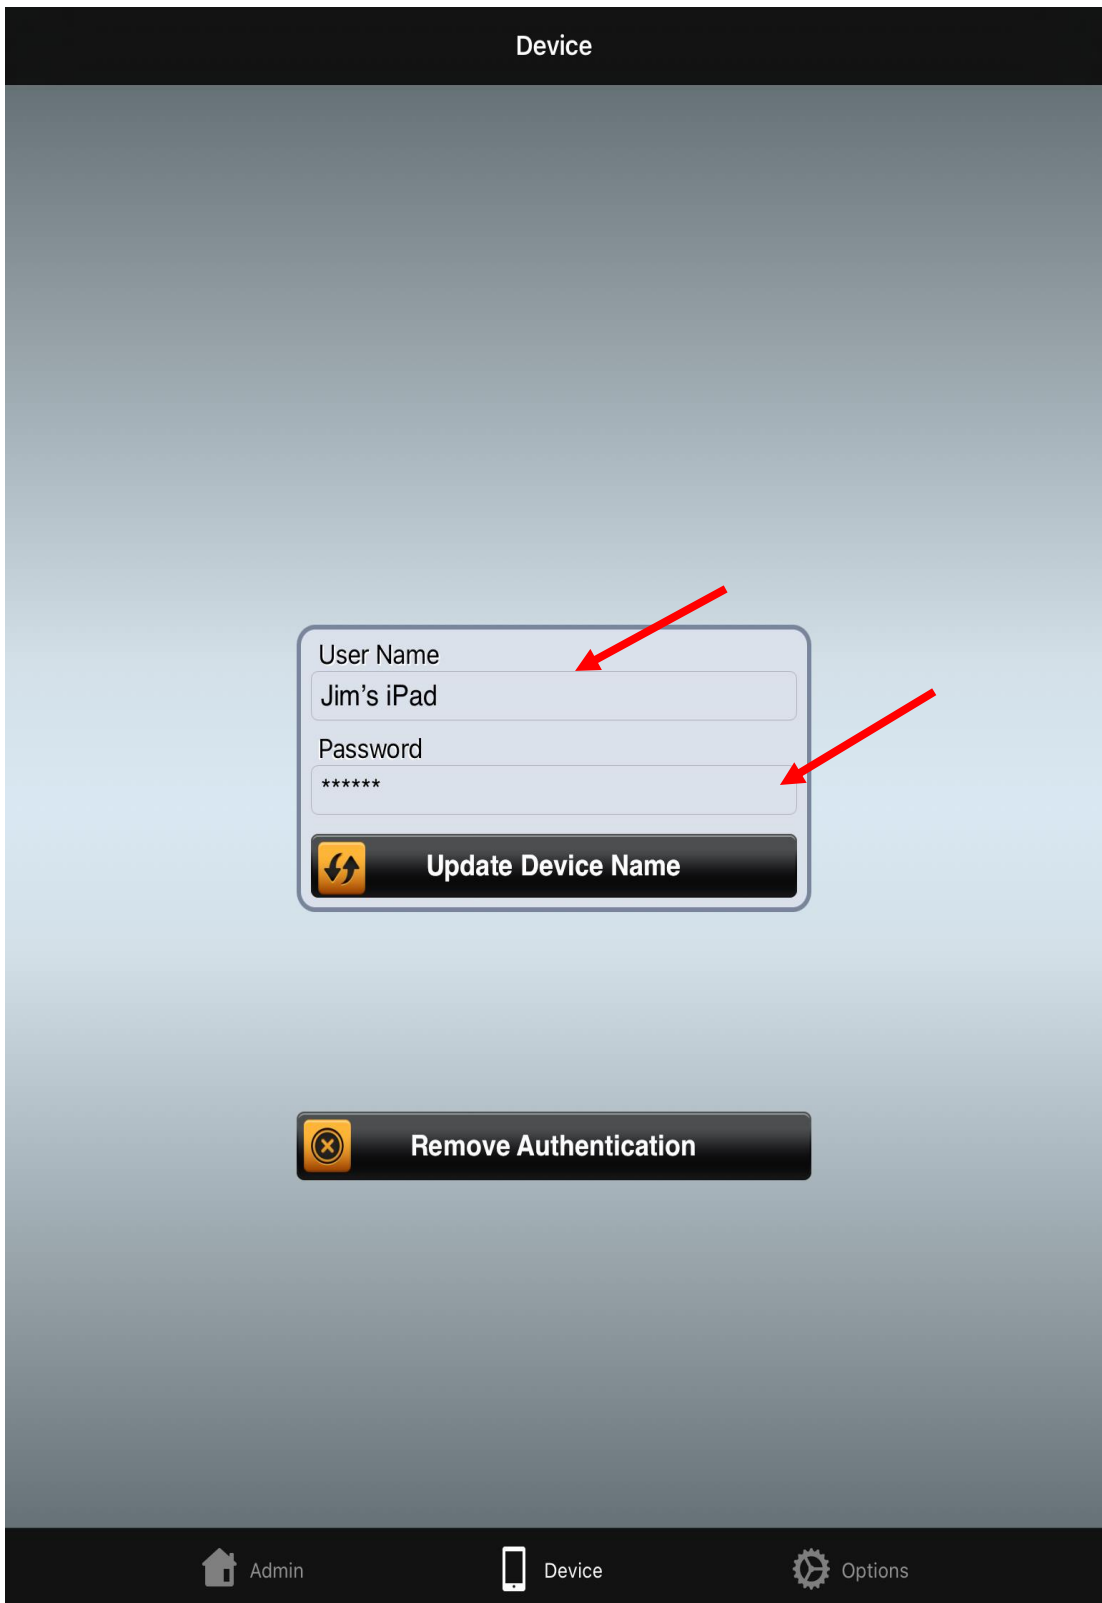 Device
User Name
Jim's iPad
Password
******
Update Device Name
Remove Authentication
Admin
Device
Options